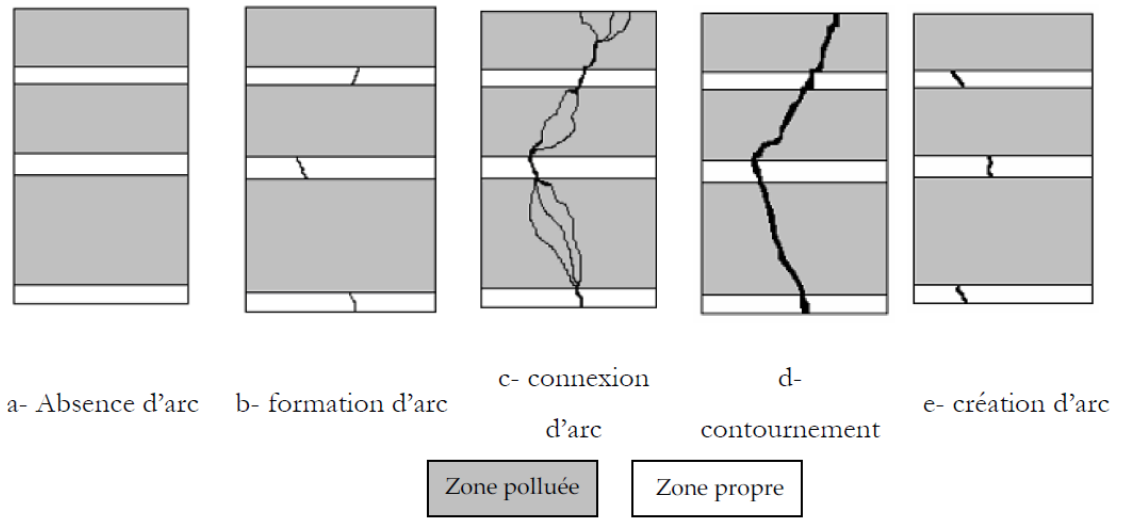 a- Absence d'arc
b- formation d'arc
c- connexion
d'arc
d-
contournement
e- création d'arc
Zone polluée
Zone propre